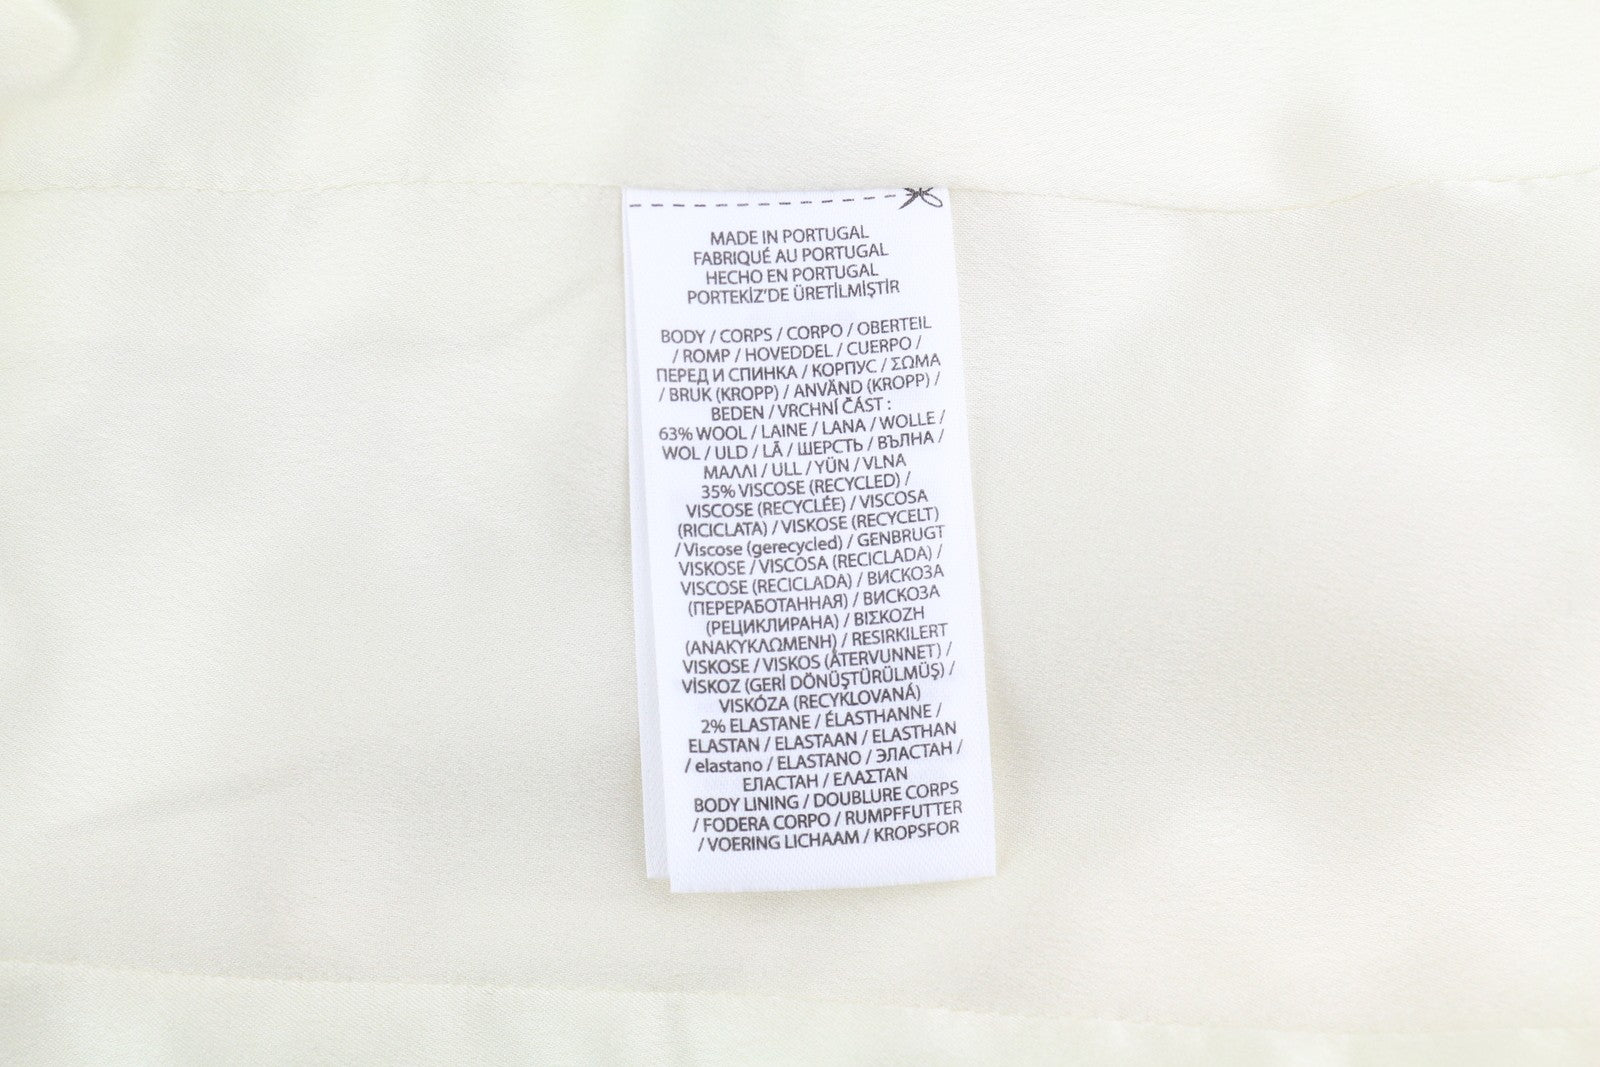 MADE IN PORTUGAL
FABRIQUÉ AU PORTUGAL
HECHO EN PORTUGAL
PORTEKİZ'DE ÜRETİLMİŞTİR
BODY / CORPS / CORPO / OBERTEIL
/ ROMP / HOVEDDEL / CUERPO /
ПЕРЕД И СПИНКА / КОРПУС / ΣΩΜΑ
/ BRUK (KROPP) / ANVÄND (KROPP) /
BEDEN / VRCHNÍ ČÁST :
63% WOOL / LAINE / LANA / WOLLE /
WOL / ULD / LÃ / ШЕРСТЬ / ВЪЛНА /
ΜΑΛΛΙ / ULL / YÜN / VLNA
35% VISCOSE (RECYCLED) /
VISCOSE (RECYCLÉE) / VISCOSA
(RICICLATA) / VISKOSE (RECYCELT)
/ Viscose (gerecycled) / GENBRUGT
VISKOSE / VISCOSA (RECICLADA) /
VISCOSE (RECICLADA) / ВИСКОЗА
(ПЕРЕРАБОТАННАЯ) / ВИСКОЗА
(РЕЦИКЛИРАНА) / ΒΙΣΚΟΖΗ
(ΑΝΑΚΥΚΛΩΜΕΝΗ) / RESIRKILERT
VISKOSE / VISKOS (ÅTERVUNNET) /
VİSKOZ (GERİ DÖNÜŞTÜRÜLMÜŞ) /
VISKÓZA (RECYKLOVANÁ)
2% ELASTANE / ÉLASTHANNE /
ELASTAN / ELASTAAN / ELASTHAN
/ elastano / ELASTANO / ЭЛАСТАН /
ЕЛАСТАН / ΕΛΑΣΤΑΝ
BODY LINING / DOUBLURE CORPS
/ FODERA CORPO / RUMPFFUTTER
/ VOERING LICHAAM / KROPSFOR